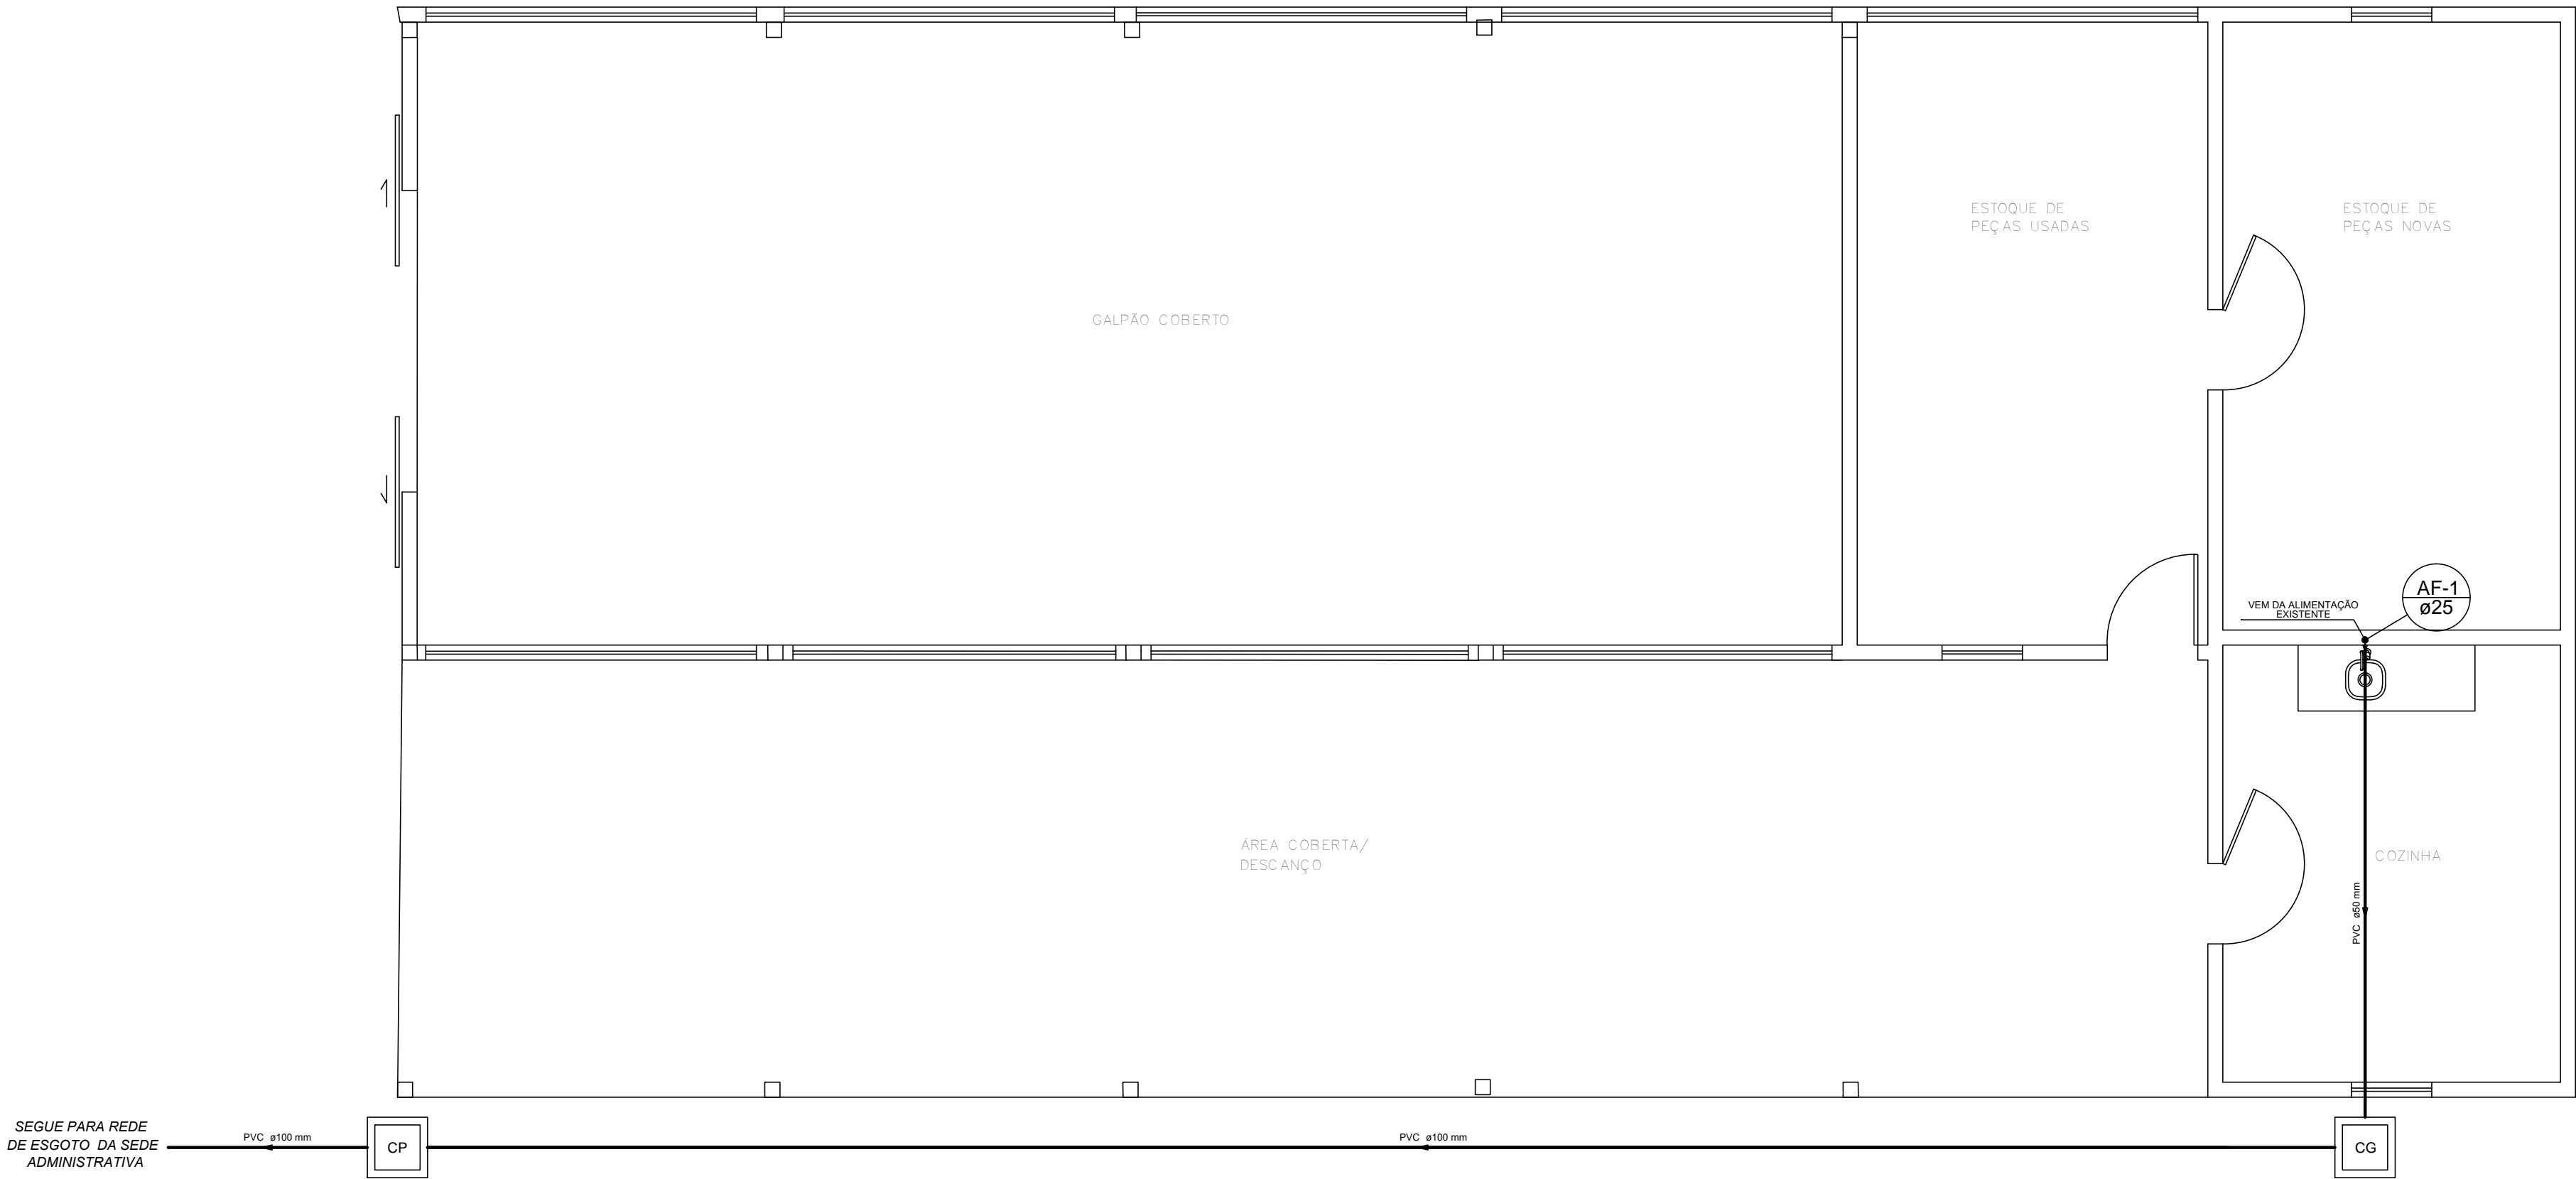 ESTOQUE DE
PEÇAS USADAS
ESTOQUE DE
PEÇAS NOVAS
GALPÃO COBERTO
AF-1
ø25
VEM DA ALIMENTAÇÃO
EXISTENTE
ÁREA COBERTA/
DESCANÇO
COZINHA
PVC ø50 mm
SEGUE PARA REDE
DE ESGOTO DA SEDE
ADMINISTRATIVA
PVC ø100 mm
CP
PVC ø100 mm
CG